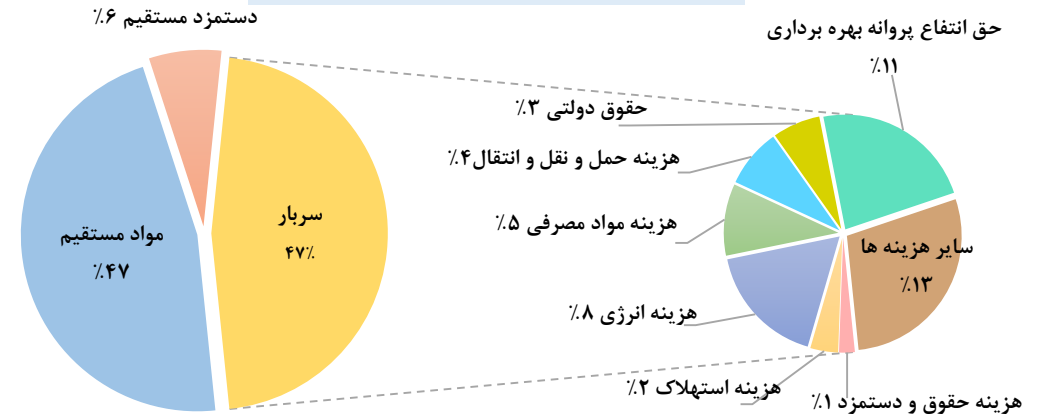 دستمزد مستقیم ۶٪
مواد مستقیم
۴۷٪
سربار
۴۷٪
حق انتفاع پروانه بهره برداری
۱۱٪
حقوق دولتی ۳٪
هزینه حمل و نقل و انتقال۴٪
هزینه مواد مصرفی ۵٪
هزینه انرژی ۸٪
هزینه استهلاک ۲٪
هزینه حقوق و دستمزد ۱٪
سایر هزینه ها
۱۳٪